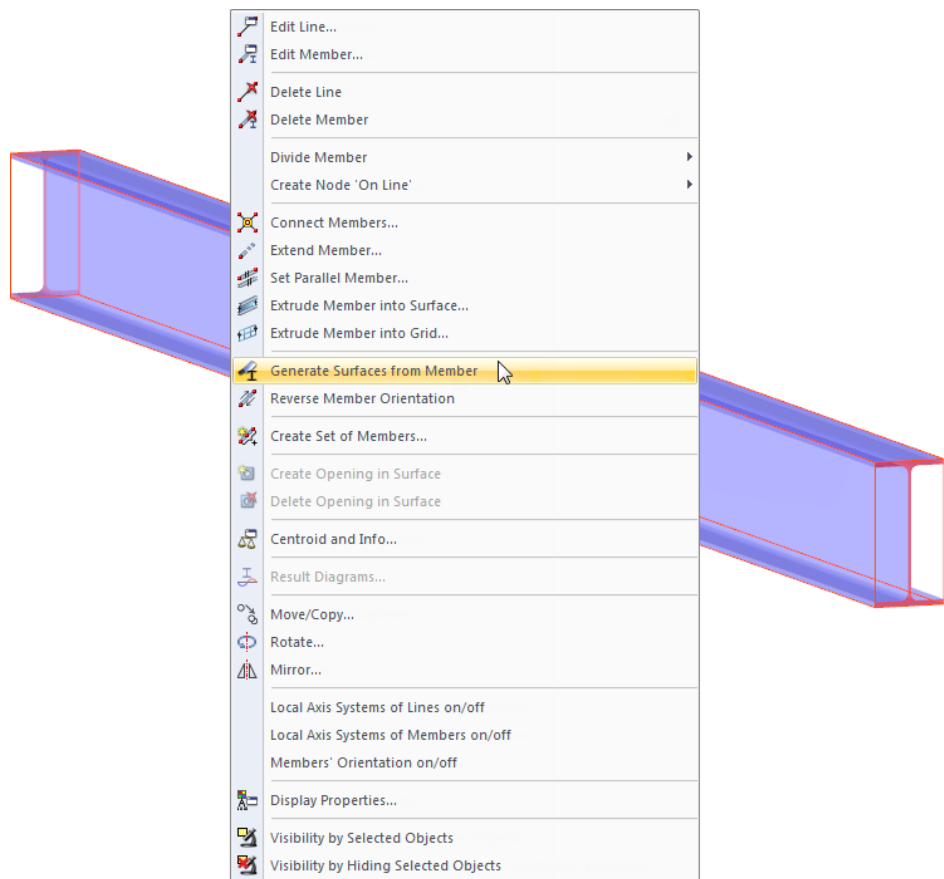 Edit Line...
Edit Member...
Delete Line
Delete Member
Divide Member
Create Node 'On Line'
Connect Members...
Extend Member...
Set Parallel Member...
Extrude Member into Surface...
Extrude Member into Grid...
Generate Surfaces from Member
Reverse Member Orientation
Create Set of Members...
Create Opening in Surface
Delete Opening in Surface
Centroid and Info...
Result Diagrams...
Move/Copy...
Rotate...
Mirror...
Local Axis Systems of Lines on/off
Local Axis Systems of Members on/off
Members' Orientation on/off
Display Properties...
Visibility by Selected Objects
Visibility by Hiding Selected Objects